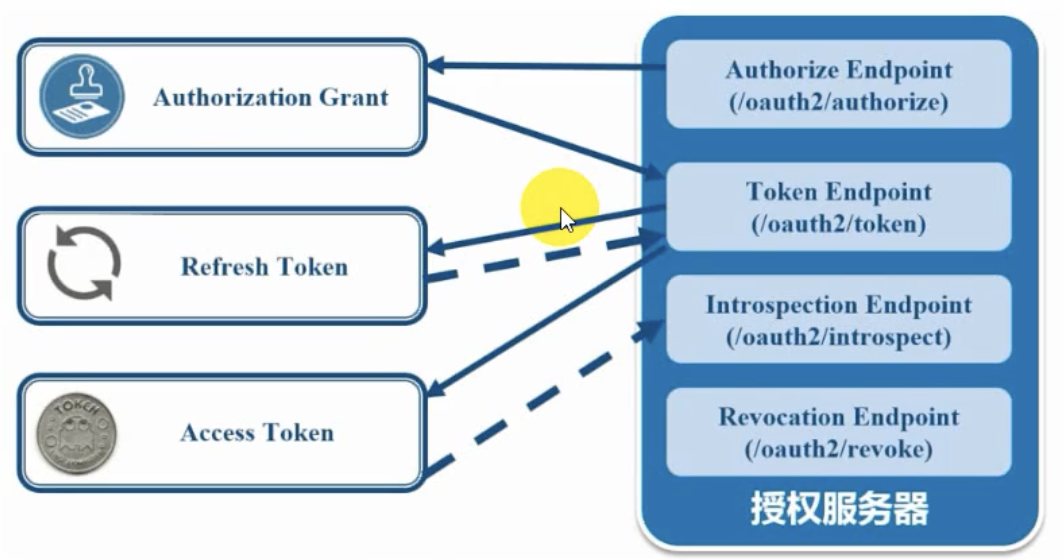 Authorization Grant
Refresh Token
TOKEN
Access Token
Authorize Endpoint
(/oauth2/authorize)
Token Endpoint
(/oauth2/token)
Introspection Endpoint
(/oauth2/introspect)
Revocation Endpoint
(/oauth2/revoke)
授权服务器